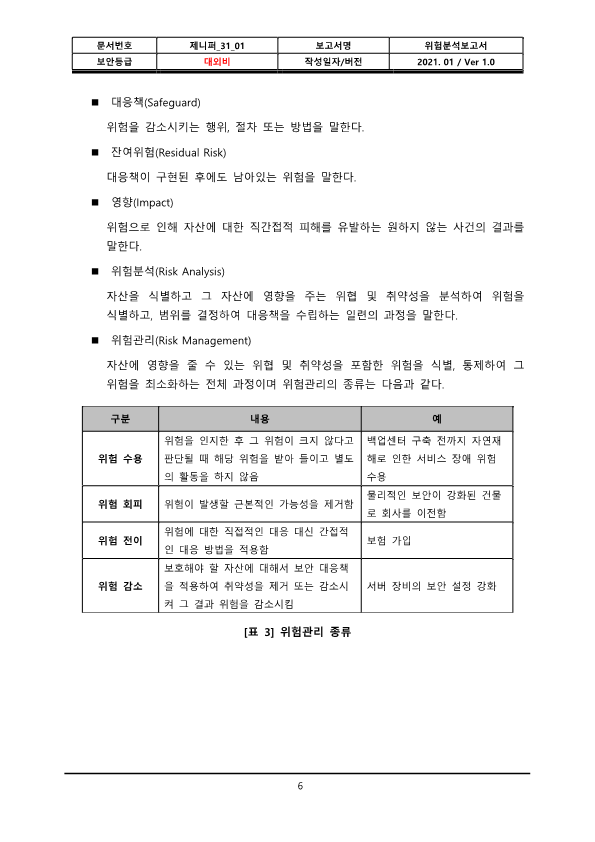 문서번호 제니퍼_31_01 보고서명 위험분석보고서
보안등급 대외비 작성일자/버전 2021. 01 / Ver 1.0
■ 대응책(Safeguard)
위험을 감소시키는 행위, 절차 또는 방법을 말한다.
■ 잔여위험(Residual Risk)
대응책이 구현된 후에도 남아있는 위험을 말한다.
■ 영향(Impact)
위험으로 인해 자산에 대한 직간접적 피해를 유발하는 원하지 않는 사건의 결과를
말한다.
■ 위험분석(Risk Analysis)
자산을 식별하고 그 자산에 영향을 주는 위협 및 취약성을 분석하여 위험을
식별하고, 범위를 결정하여 대응책을 수립하는 일련의 과정을 말한다.
■ 위험관리(Risk Management)
자산에 영향을 줄 수 있는 위협 및 취약성을 포함한 위험을 식별, 통제하여 그
위험을 최소화하는 전체 과정이며 위험관리의 종류는 다음과 같다.
구분 내용 예
위험 수용
위험을 인지한 후 그 위험이 크지 않다고
판단될 때 해당 위험을 받아 들이고 별도
의 활동을 하지 않음
백업센터 구축 전까지 자연재
해로 인한 서비스 장애 위험
수용
위험 회피
위험이 발생할 근본적인 가능성을 제거함
물리적인 보안이 강화된 건물
로 회사를 이전함
위험 전이
위험에 대한 직접적인 대응 대신 간접적
인 대응 방법을 적용함
보험 가입
위험 감소
보호해야 할 자산에 대해서 보안 대응책
을 적용하여 취약성을 제거 또는 감소시
켜 그 결과 위험을 감소시킴
서버 장비의 보안 설정 강화
[표 3] 위험관리 종류
6